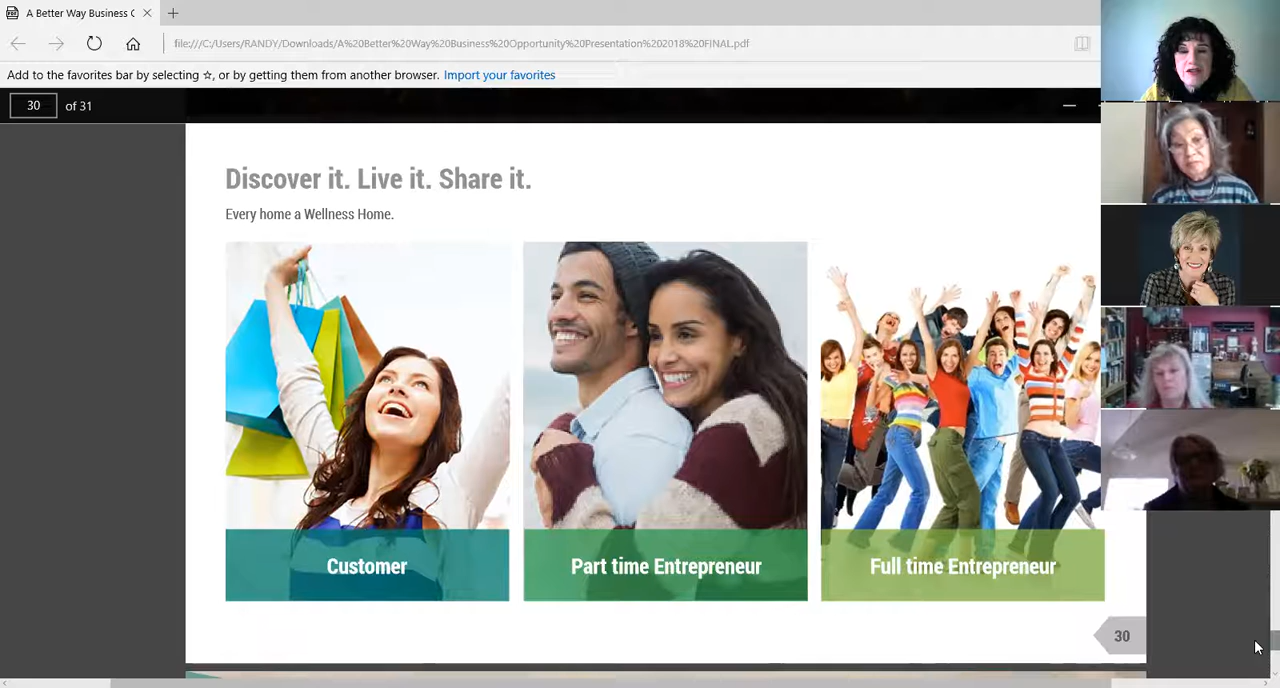 A Better Way Business C
file:///C:/Users/RANDY/Downloads/A%20Better%20Way%20Business%20Opportunity%20Presentation%202018%20FINAL.pdf
Add to the favorites bar by selecting ☆, or by getting them from another browser. Import your favorites
30 of 31
Discover it. Live it. Share it.
Every home a Wellness Home.
Customer
Part time Entrepreneur
Full time Entrepreneur
30